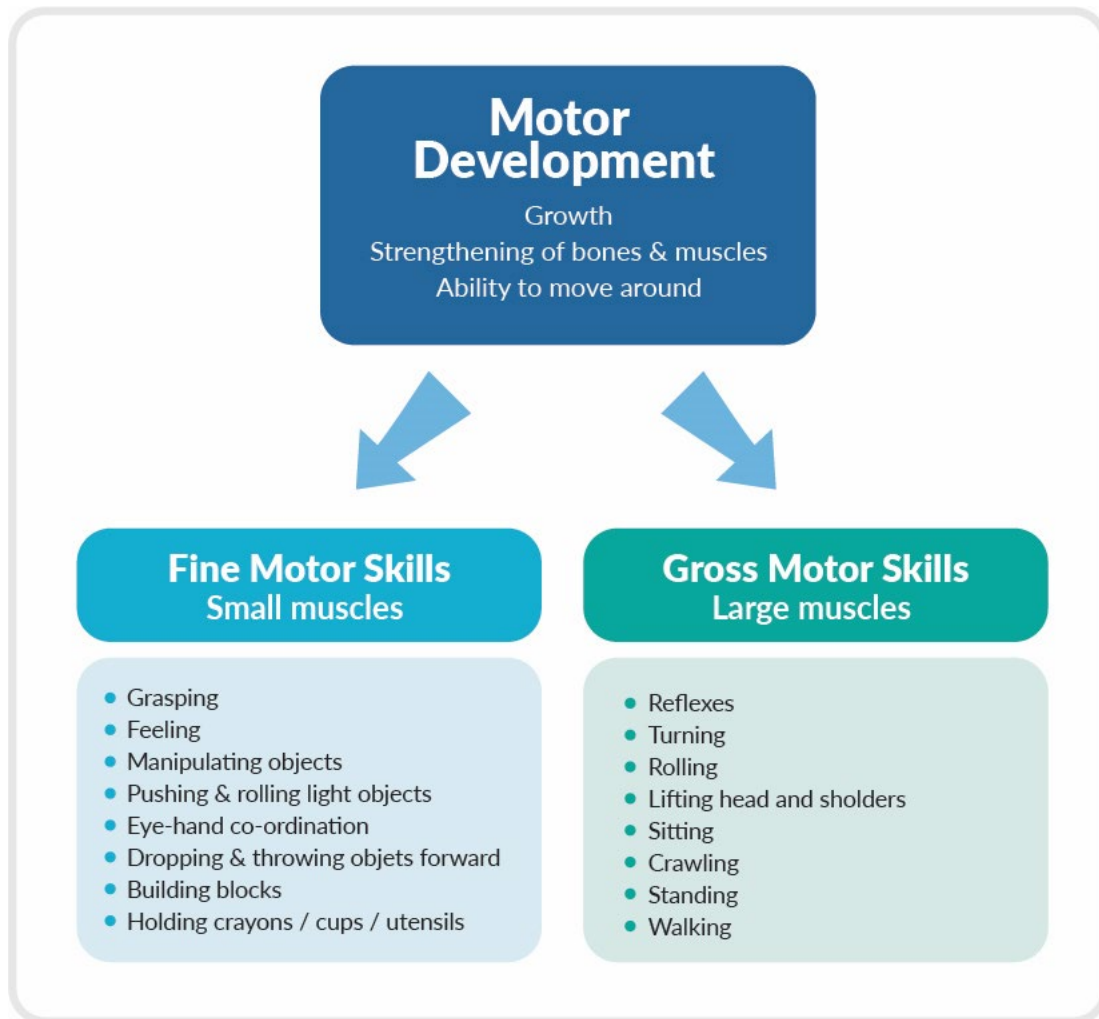 Motor
Development
Growth
Strengthening of bones & muscles
Ability to move around
Fine Motor Skills
Small muscles
• Grasping
• Feeling
• Manipulating objects
• Pushing & rolling light objects
• Eye-hand co-ordination
• Dropping & throwing objets forward
• Building blocks
• Holding crayons / cups / utensils
Gross Motor Skills
Large muscles
• Reflexes
• Turning
• Rolling
• Lifting head and sholders
• Sitting
• Crawling
• Standing
• Walking